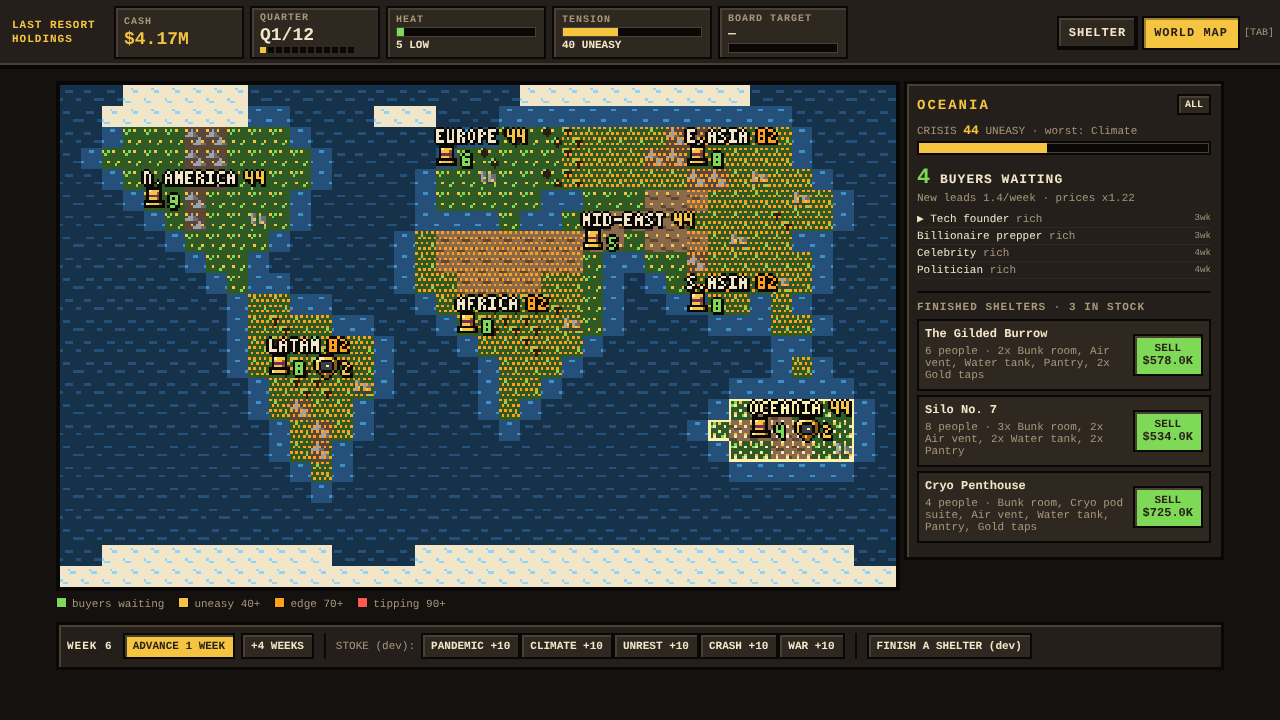 LAST RESORT
HOLDINGS
CASH
$4.17M
QUARTER
Q1/12
HEAT
5 LOW
TENSION
40 UNEASY
BOARD TARGET
—
SHELTER
WORLD MAP
[TAB]
EUROPE 44
6
E.ASIA 82
8
N.AMERICA 44
9
MID-EAST 44
5
S.ASIA 82
8
AFRICA 82
8
LATAM 82
8
2
OCEANIA 44
4
2
OCEANIA
ALL
CRISIS 44 UNEASY · worst: Climate
4 BUYERS WAITING
New leads 1.4/week · prices x1.22
▶ Tech founder rich 3wk
Billionaire prepper rich 3wk
Celebrity rich 4wk
Politician rich 4wk
FINISHED SHELTERS · 3 IN STOCK
The Gilded Burrow
6 people · 2x Bunk room, Air
vent, Water tank, Pantry, 2x
Gold taps
SELL
$578.0K
Silo No. 7
8 people · 3x Bunk room, 2x
Air vent, 2x Water tank, 2x
Pantry
SELL
$534.0K
Cryo Penthouse
4 people · Bunk room, Cryo pod
suite, Air vent, Water tank,
Pantry, Gold taps
SELL
$725.0K
buyers waiting
uneasy 40+
edge 70+
tipping 90+
WEEK 6
ADVANCE 1 WEEK
+4 WEEKS
STOKE (dev):
PANDEMIC +10
CLIMATE +10
UNREST +10
CRASH +10
WAR +10
FINISH A SHELTER (dev)